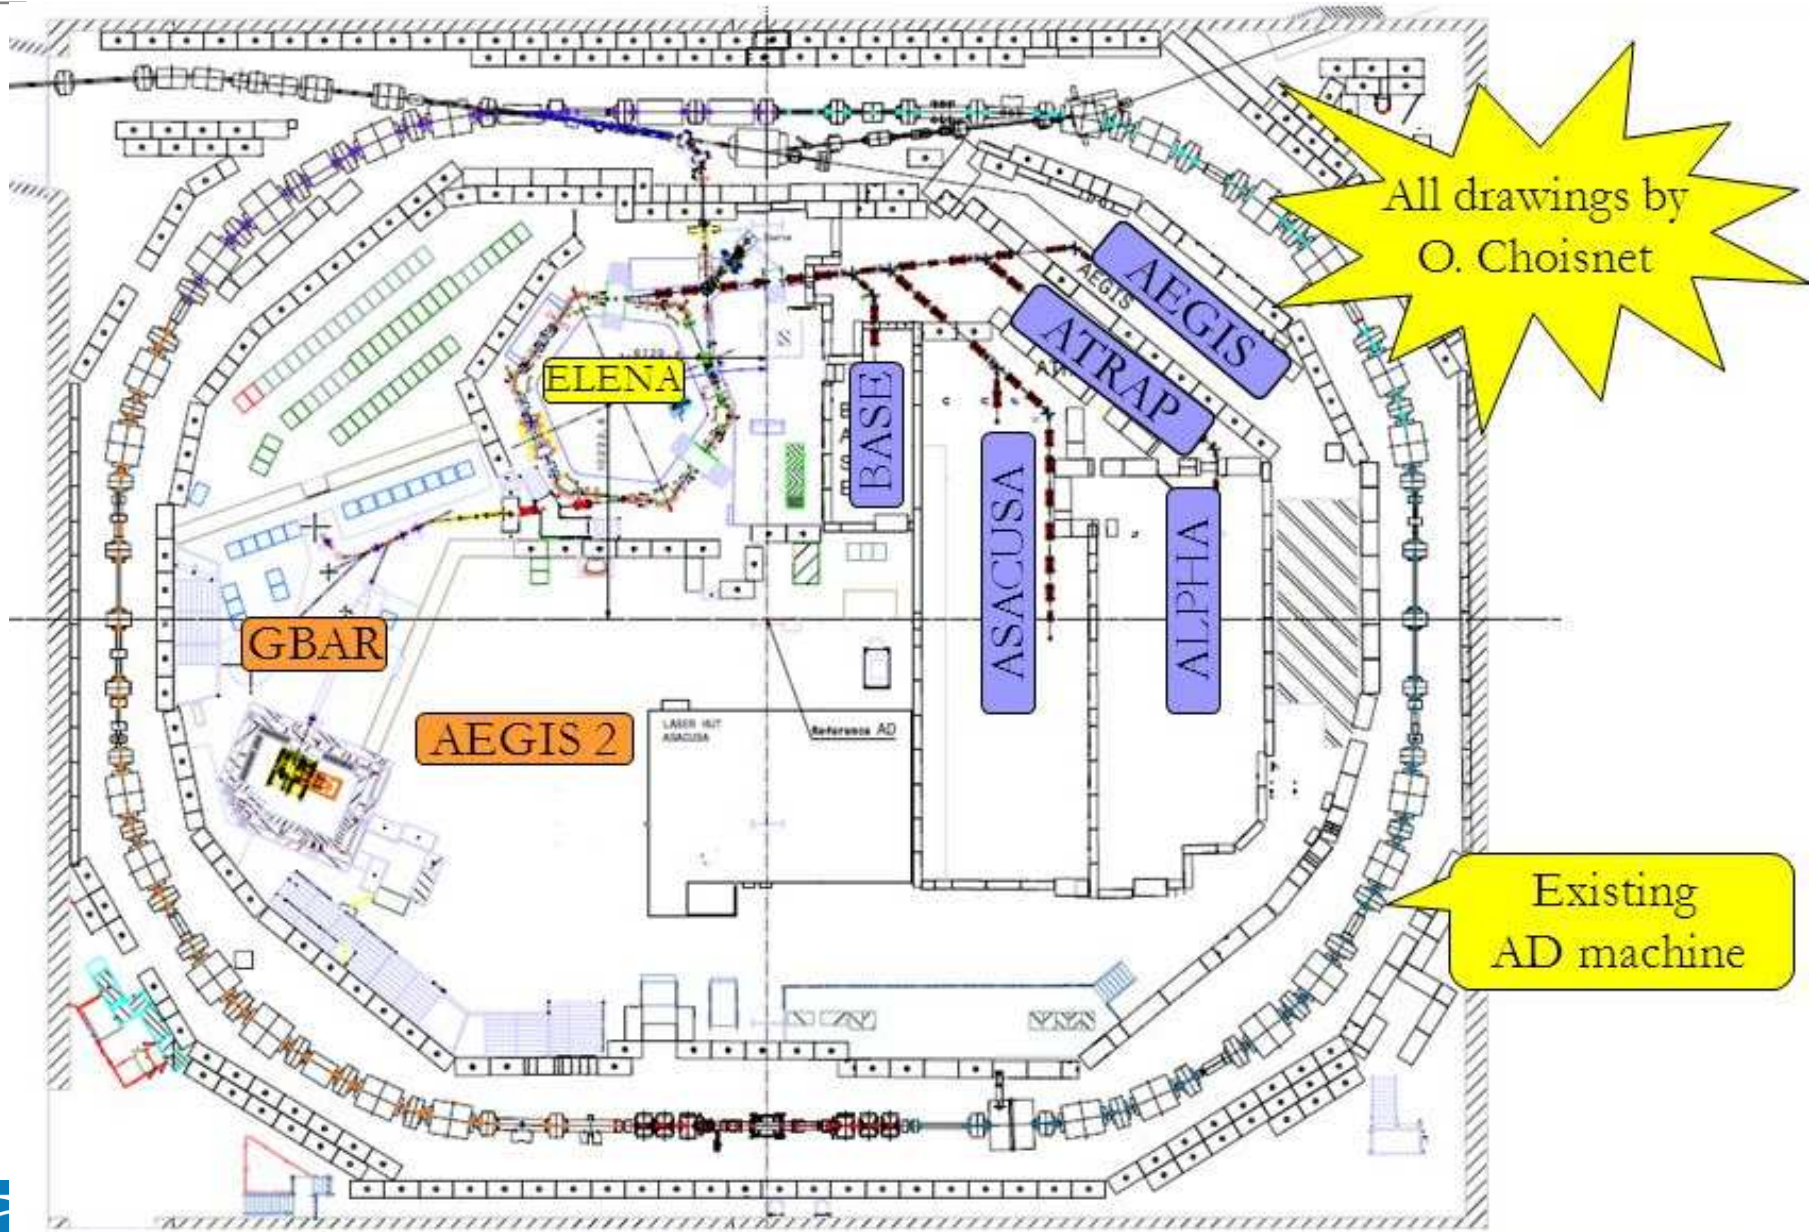 All drawings by
O. Choisnet
AEGIS
AEGIS
ATRAP
ELENA
BASE
ASACUSA
ALPHA
GBAR
AEGIS 2
LASER HUT
ASACUSA
Reference AD
Existing
AD machine